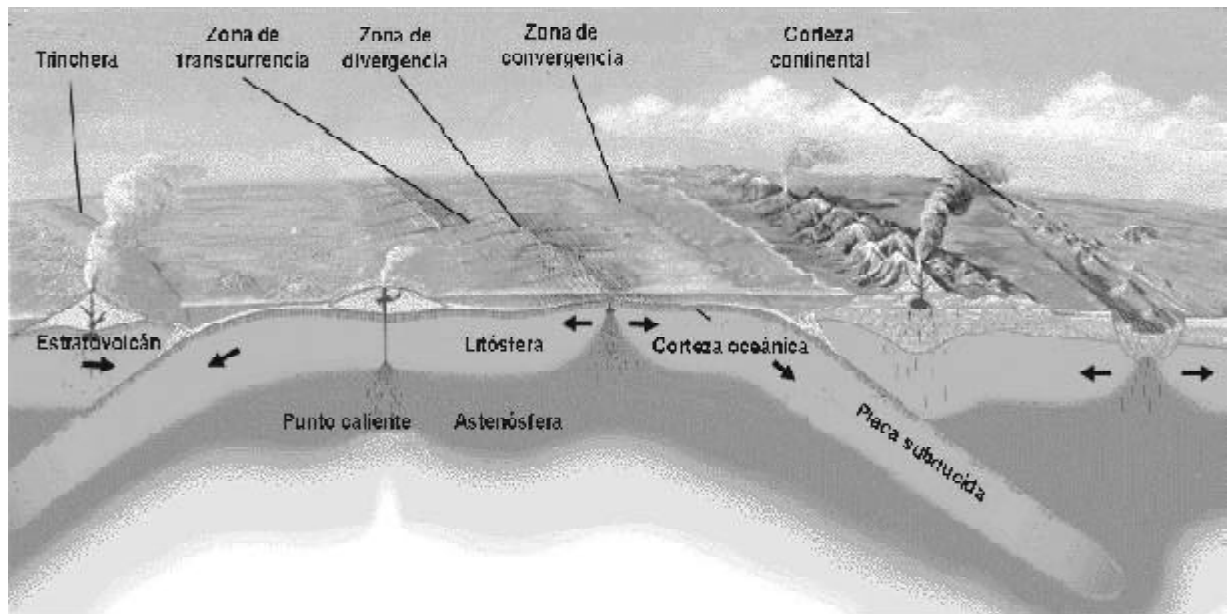 Trinchera
Zona de
transcurrencia
Zona de
divergencia
Zona de
convergencia
Corteza
continental
Estratovolcán
Litósfera
Corteza oceánica
Punto caliente
Astenósfera
Placa subducida